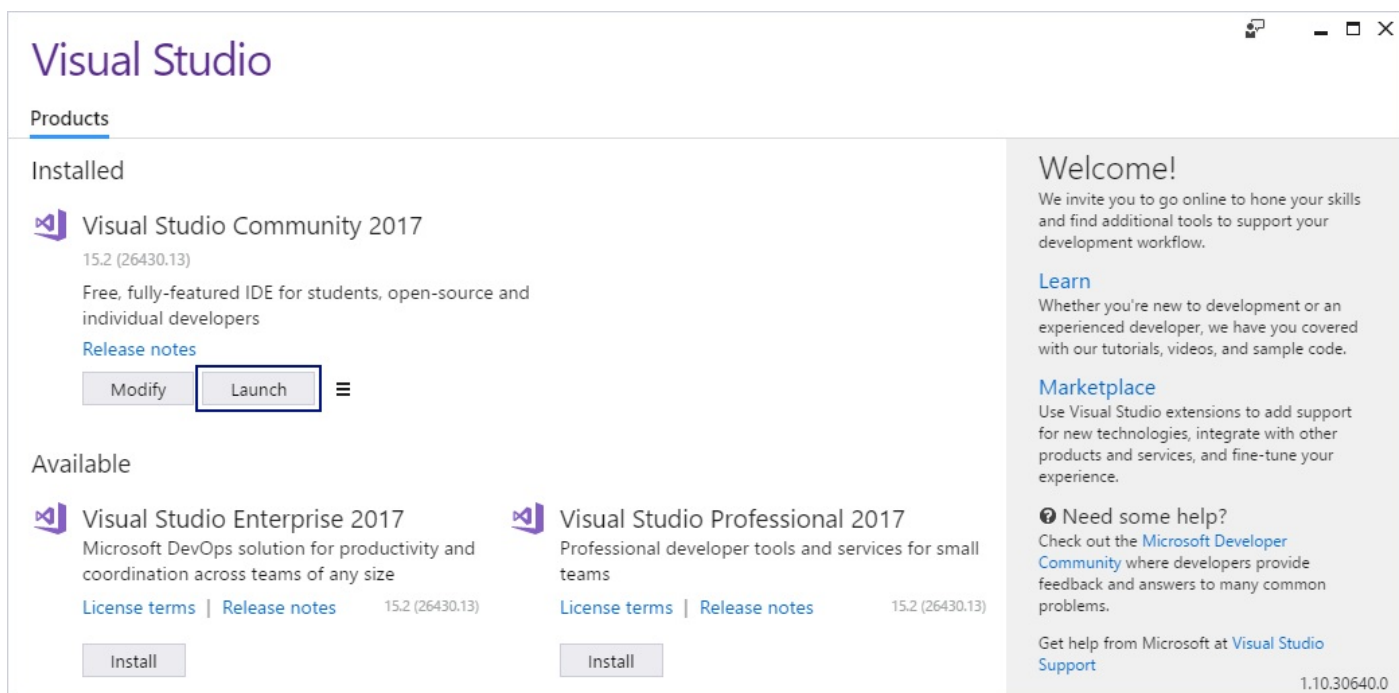 Visual Studio
Products
Installed
Visual Studio Community 2017
15.2 (26430.13)
Free, fully-featured IDE for students, open-source and
individual developers
Release notes
Modify
Launch
Available
Visual Studio Enterprise 2017
Microsoft DevOps solution for productivity and
coordination across teams of any size
License terms | Release notes
15.2 (26430.13)
Install
Visual Studio Professional 2017
Professional developer tools and services for small
teams
License terms | Release notes
15.2 (26430.13)
Install
Welcome!
We invite you to go online to hone your skills
and find additional tools to support your
development workflow.
Learn
Whether you're new to development or an
experienced developer, we have you covered
with our tutorials, videos, and sample code.
Marketplace
Use Visual Studio extensions to add support
for new technologies, integrate with other
products and services, and fine-tune your
experience.
Need some help?
Check out the Microsoft Developer
Community where developers provide
feedback and answers to many common
problems.
Get help from Microsoft at Visual Studio
Support
1.10.30640.0